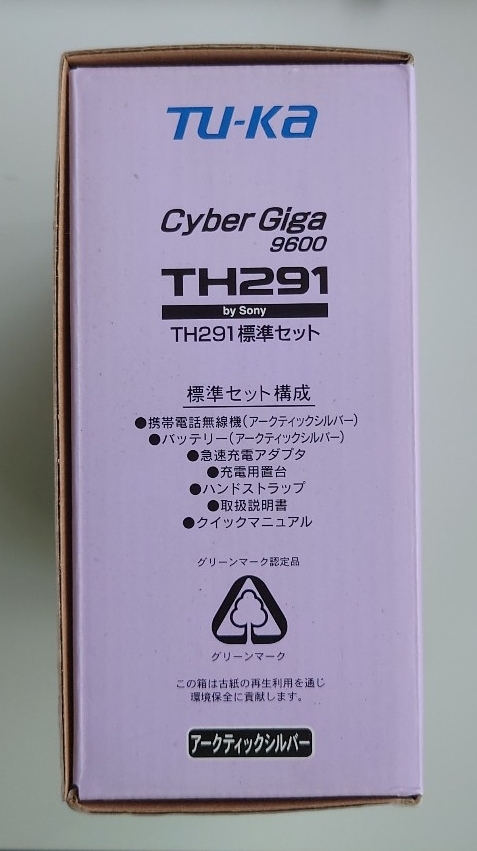 TU-Ka
Cyber Giga
9600
TH291
by Sony
TH291標準セット
標準セット構成
●携帯電話無線機(アークティックシルバー)
●バッテリー(アークティックシルバー)
●急速充電アダプタ
●充電用置台
●ハンドストラップ
●取扱説明書
●クイックマニュアル
グリーンマーク認定品
グリーンマーク
この箱は古紙の再生利用を通じ
環境保全に貢献します。
アークティックシルバー